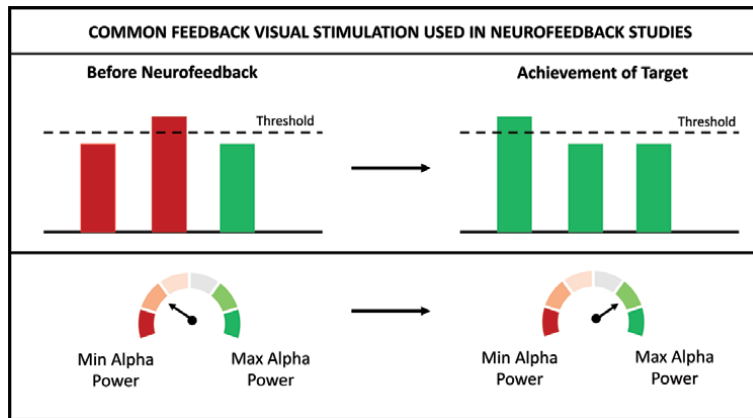 COMMON FEEDBACK VISUAL STIMULATION USED IN NEUROFEEDBACK STUDIES
Before Neurofeedback
Achievement of Target
Threshold
Threshold
Min Alpha
Power
Max Alpha
Power
Min Alpha
Power
Max Alpha
Power